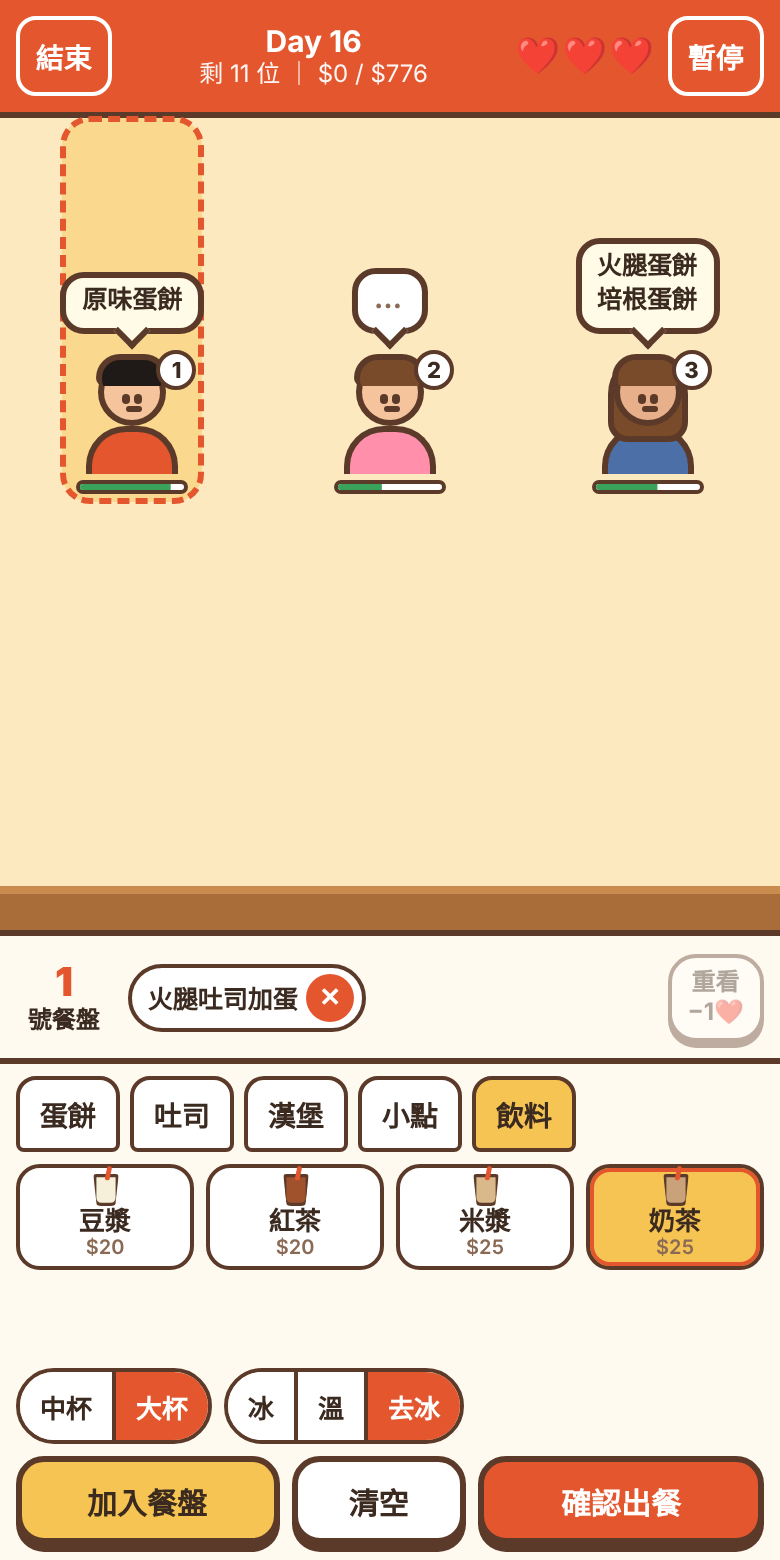 結束
Day 16
剩 11 位 ｜ $0 / $776
暫停
原味蛋餅
1
...
2
火腿蛋餅
培根蛋餅
3
1
號餐盤
火腿吐司加蛋 ✕
重看
−1
蛋餅
吐司
漢堡
小點
飲料
豆漿
$20
紅茶
$20
米漿
$25
奶茶
$25
中杯
大杯
冰
溫
去冰
加入餐盤
清空
確認出餐